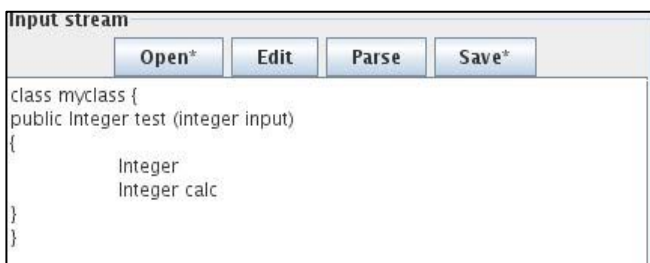 Input stream
Open* Edit Parse Save*
class myclass {
public Integer test (integer input)
{
Integer
Integer calc
}
}